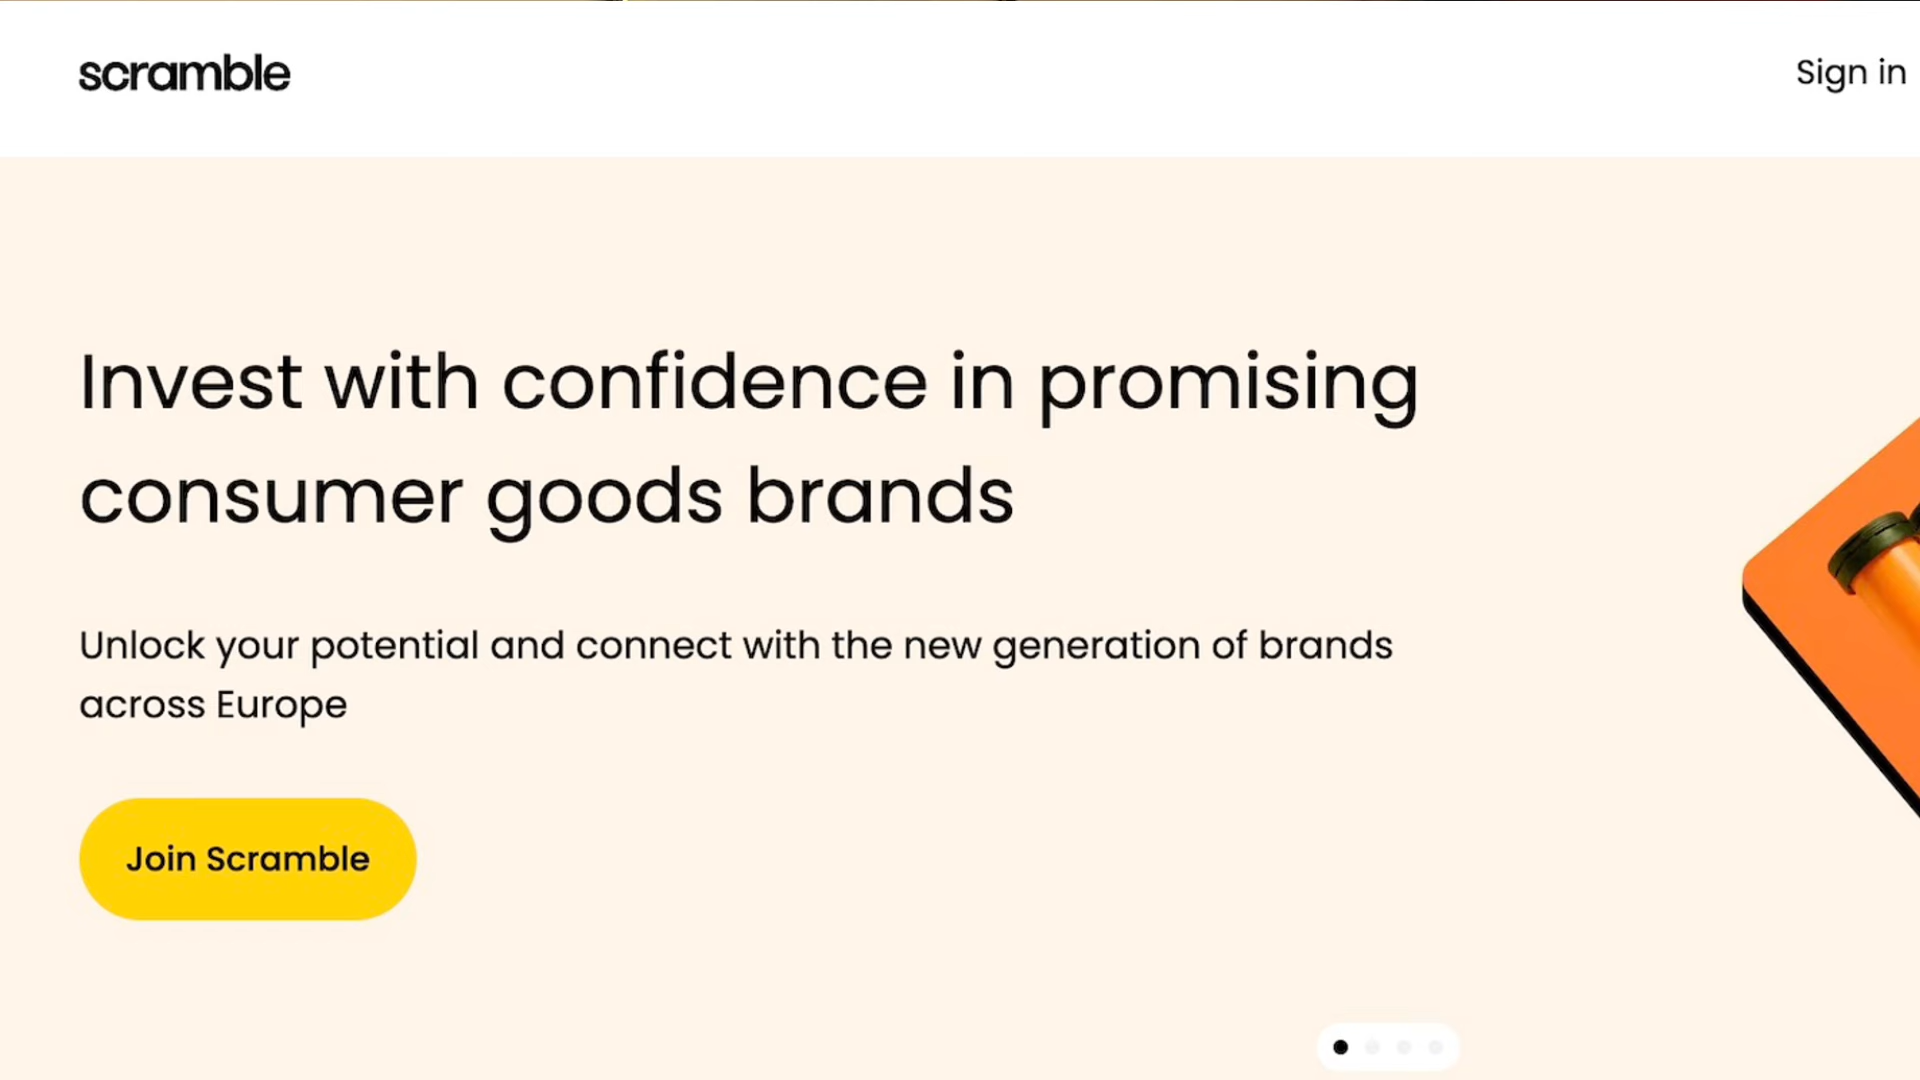 scramble
Sign in
Invest with confidence in promising
consumer goods brands
Unlock your potential and connect with the new generation of brands
across Europe
Join Scramble